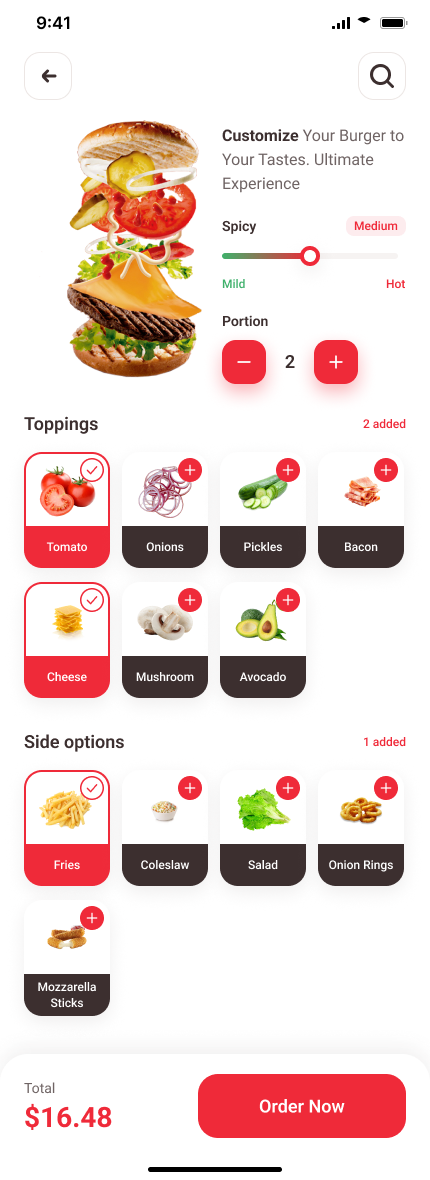 9:41
Customize Your Burger to
Your Tastes. Ultimate
Experience
Spicy
Medium
Mild
Hot
Portion
2
Toppings
2 added
Tomato
Onions
Pickles
Bacon
Cheese
Mushroom
Avocado
Side options
1 added
Fries
Coleslaw
Salad
Onion Rings
Mozzarella
Sticks
Total
$16.48
Order Now